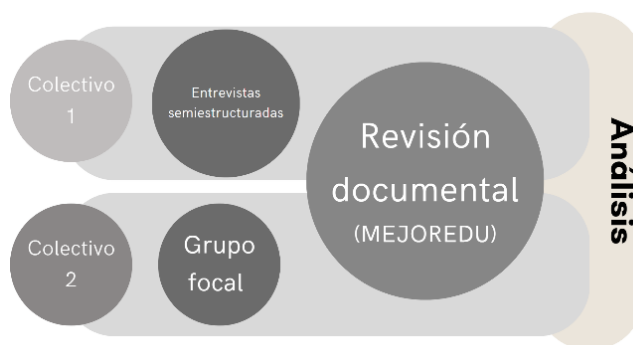 Colectivo
1
Entrevistas
semiestructuradas
Revisión
documental
(MEJOREDU)
Colectivo
2
Grupo
focal
Análisis